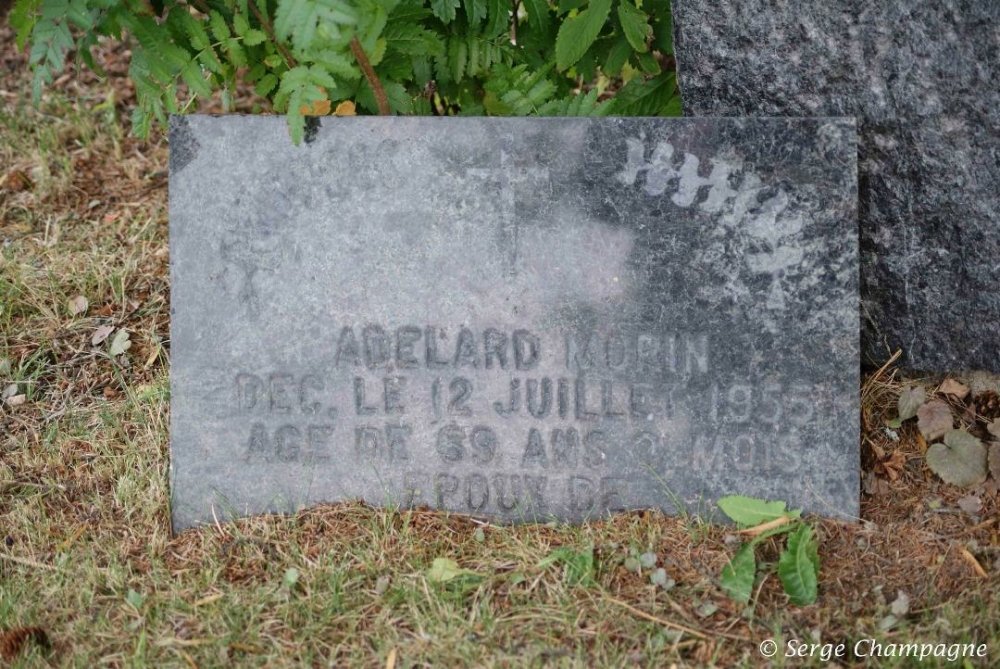 ADELARD MORIN
DEC. LE 12 JUILLET 1955
AGE DE 69 ANS MOIS
EPOUX DE
© Serge Champagne